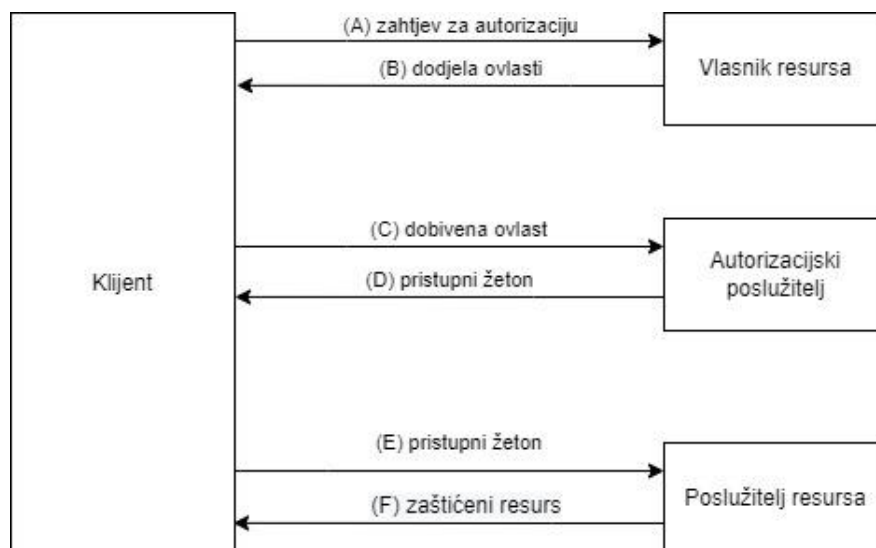 (A) zahtjev za autorizaciju
Vlasnik resursa
(B) dodjela ovlasti
Klijent
(C) dobivena ovlast
Autorizacijski
poslužitelj
(D) pristupni žeton
(E) pristupni žeton
Poslužitelj resursa
(F) zaštićeni resurs